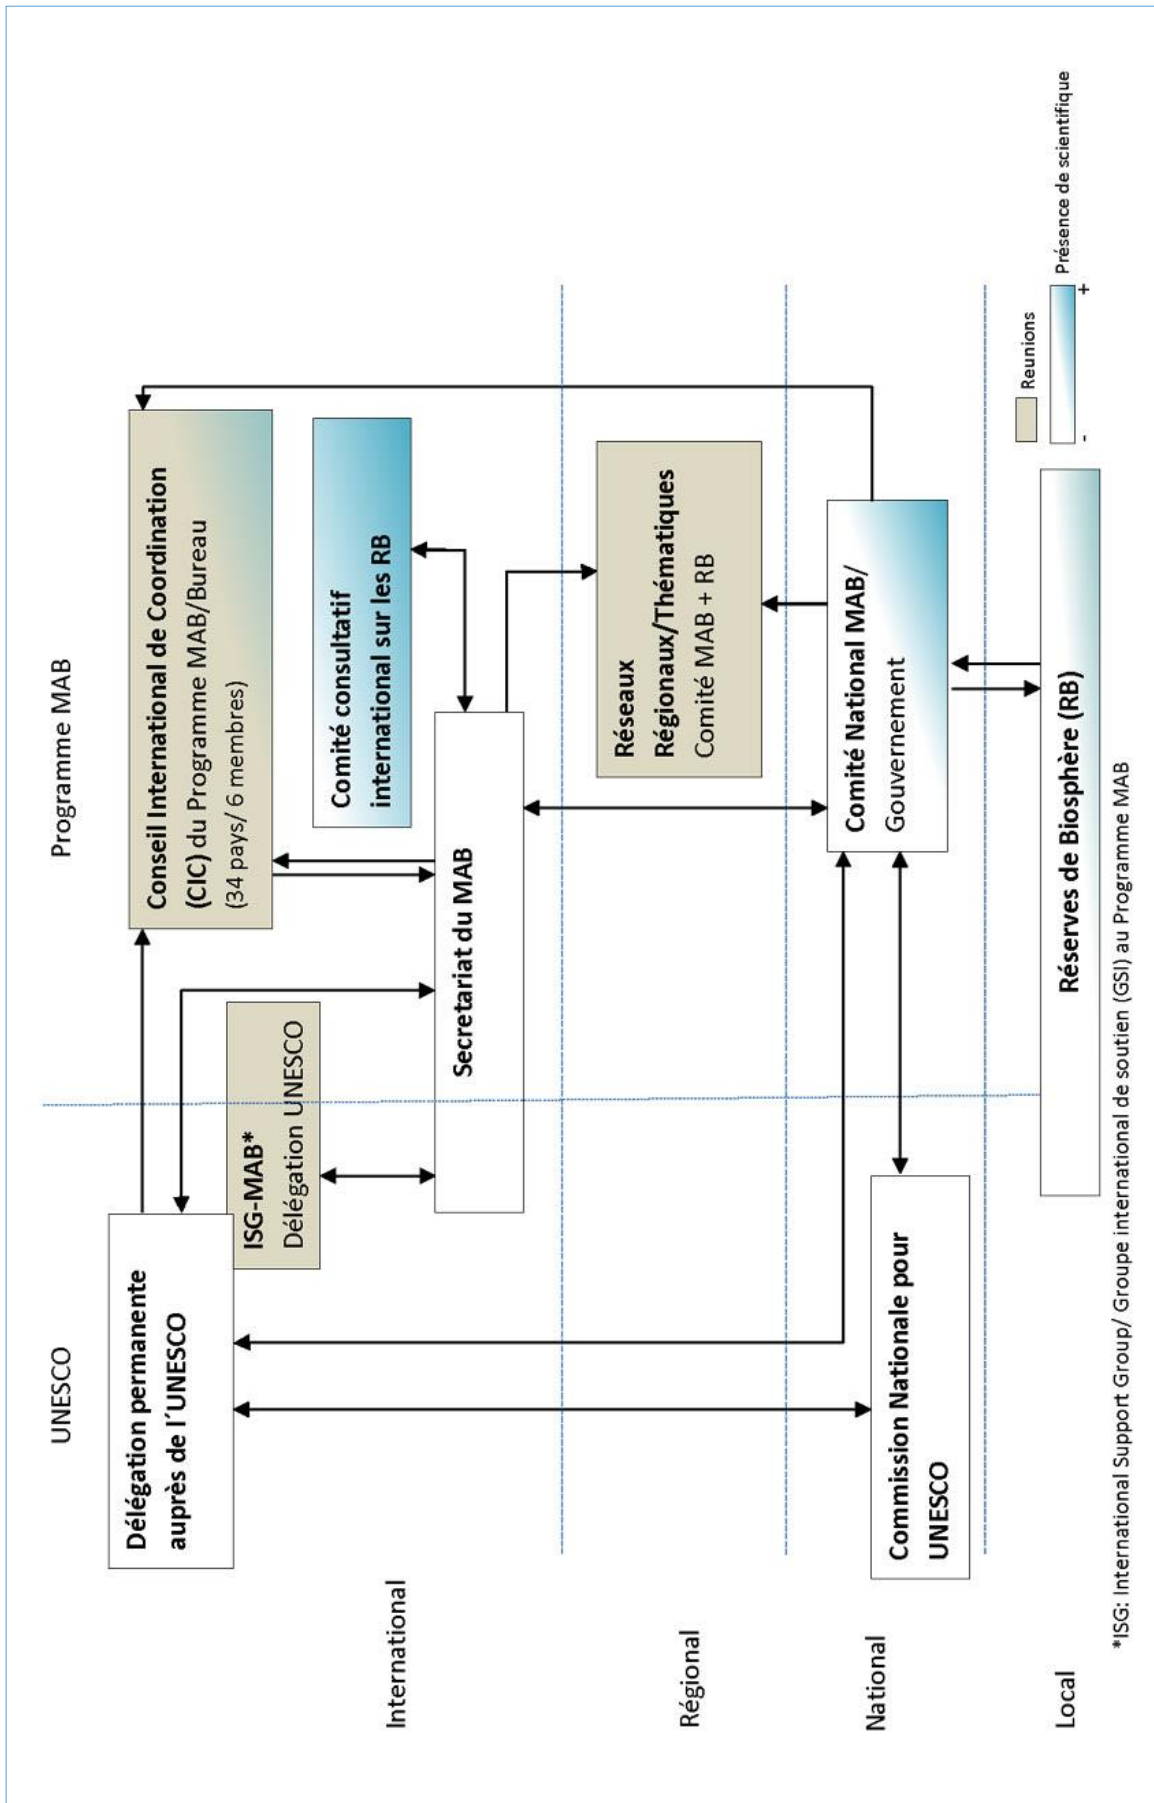 UNESCO
Programme MAB
International
Délégation permanente
auprès de l´UNESCO
Conseil International de Coordination
(CIC) du Programme MAB/Bureau
(34 pays/ 6 membres)
ISG-MAB*
Délégation UNESCO
Comité consultatif
international sur les RB
Secretariat du MAB
Régional
Réseaux
Régionaux/Thématiques
Comité MAB + RB
National
Commission Nationale pour
UNESCO
Comité National MAB/
Gouvernement
Local
Réserves de Biosphère (RB)
Reunions
- +
Présence de scientifique
*ISG: International Support Group/ Groupe international de soutien (GSI) au Programme MAB